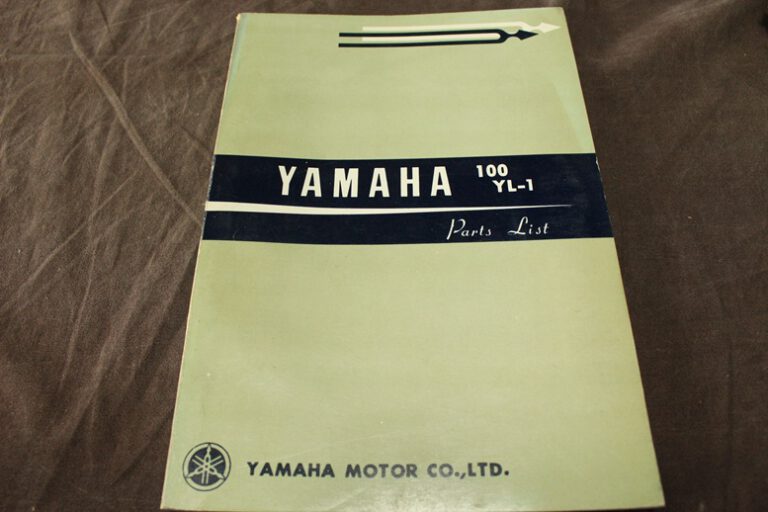 YAMAHA 100
YL-1
Parts List
YAMAHA MOTOR CO.,LTD.